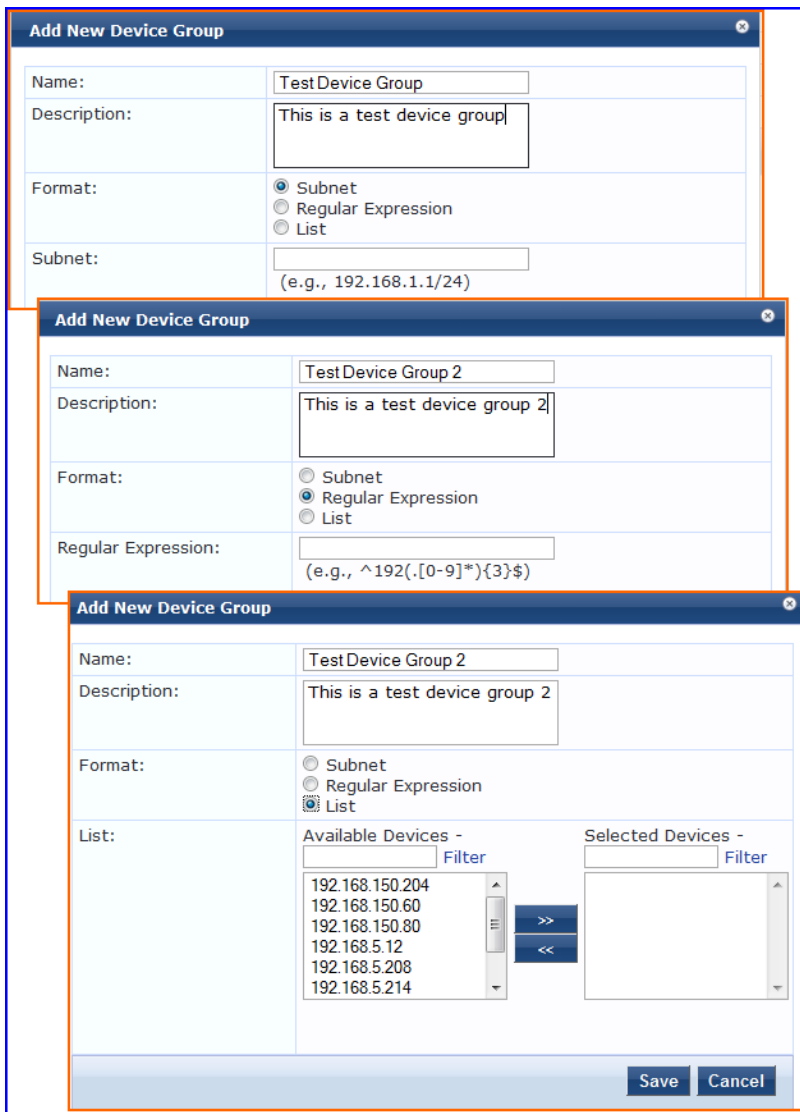 Add New Device Group
Name: Test Device Group
Description: This is a test device group
Format: Subnet
Regular Expression
List
Subnet:
(e.g., 192.168.1.1/24)
Add New Device Group
Name: Test Device Group 2
Description: This is a test device group 2
Format: Subnet
Regular Expression
List
Regular Expression:
(e.g., ^192(.[0-9]*){3}$)
Add New Device Group
Name: Test Device Group 2
Description: This is a test device group 2
Format: Subnet
Regular Expression
List
List: Available Devices - Selected Devices -
Filter Filter
192.168.150.204
192.168.150.60
192.168.150.80
>>
192.168.5.12
<<
192.168.5.208
192.168.5.214
Save Cancel